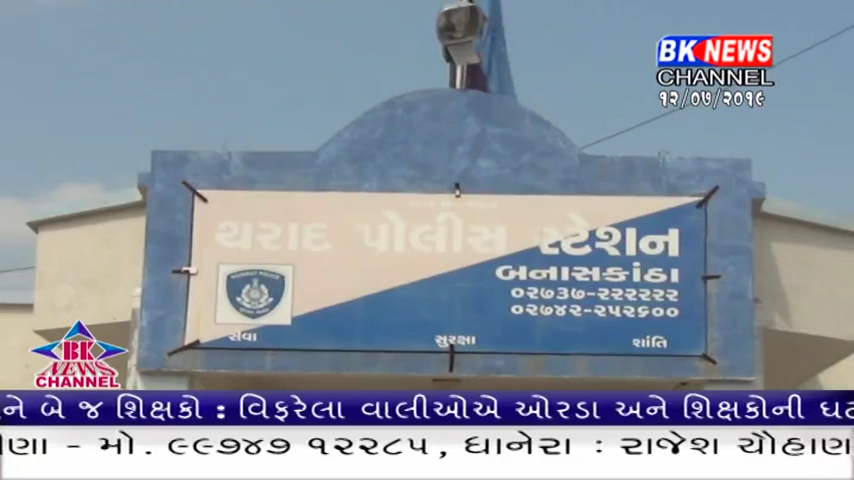 BK NEWS
CHANNEL
૧૨/૦૭/૨૦૧૯
થરાદ પોલીસ સ્ટેશન
બનાસકાંઠા
૦૨૭૩૭-૨૨૨૨૨૨
૦૨૭૪૨-૨૫૨૬૦૦
સેવા સુરક્ષા શાંતિ
BK
NEWS
CHANNEL
ને બે જ શિક્ષકો : વિફરેલા વાલીઓએ ઓરડા અને શિક્ષકોની
ણા - મો. ૯૯૭૪૭ ૧૨૨૮૫, ધાનેરા : રાજેશ ચૌહાણ